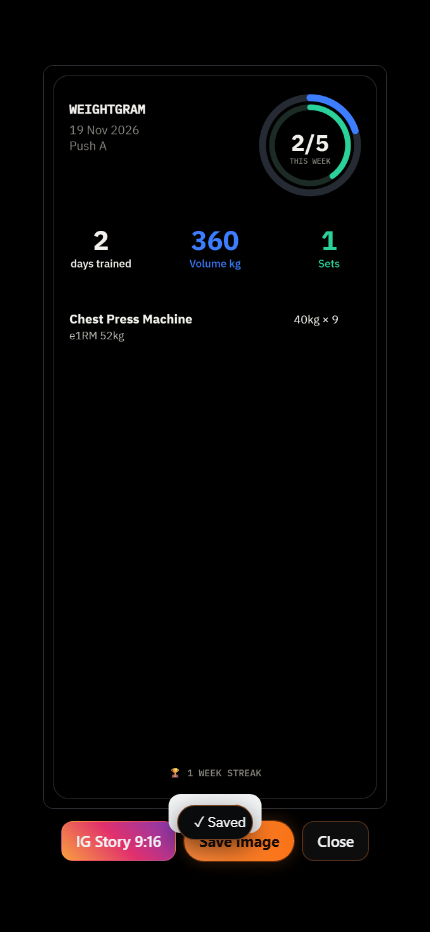 WEIGHTGRAM
19 Nov 2026
Push A
2/5
THIS WEEK
2
days trained
360
Volume kg
1
Sets
Chest Press Machine
40kg × 9
e1RM 52kg
🏆 1 WEEK STREAK
✓ Saved
IG Story 9:16
Save Image
Close